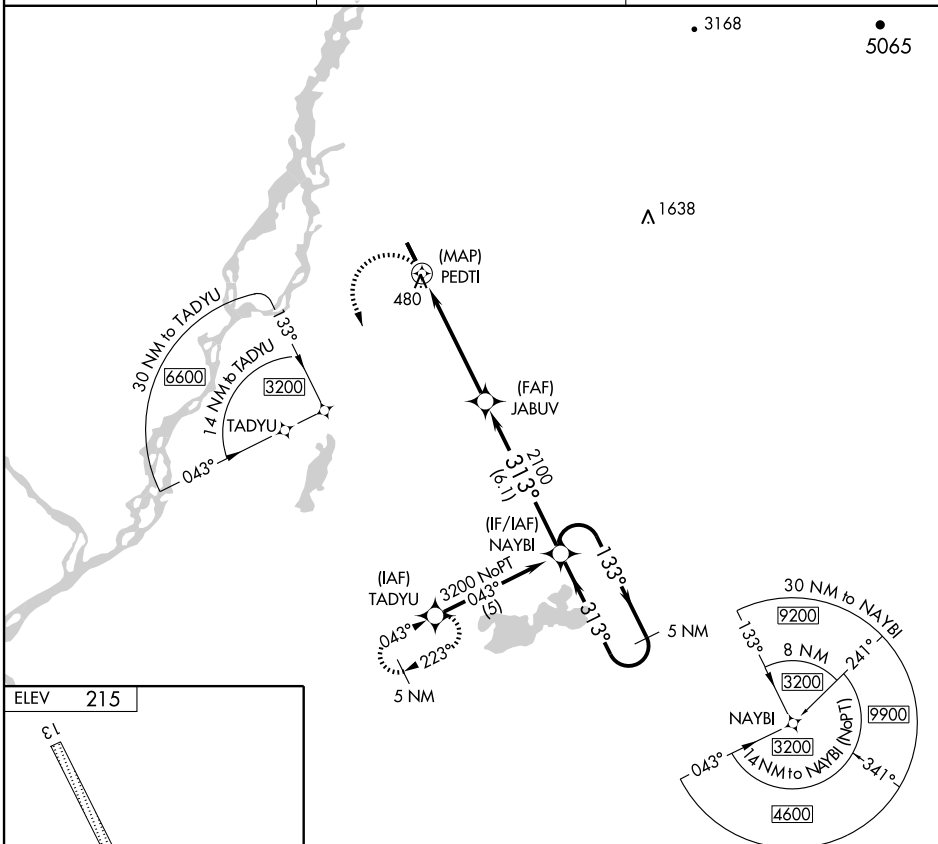 3168
5065
1638
(MAP)
PEDTI
480
30 NM to TADYU
6600
133°
14 NM to TADYU
3200
TADYU
043°
(FAF)
JABUV
2100
313°
(6.1)
(IF/IAF)
NAYBI
133°
313°
5 NM
(IAF)
TADYU
3200 NoPT
043°
(5)
043°
223°
5 NM
30 NM to NAYBI
9200
133°
8 NM
241°
3200
NAYBI
9900
3200
043°
14 NM to NAYBI (NoPT)
341°
4600
ELEV 215
13